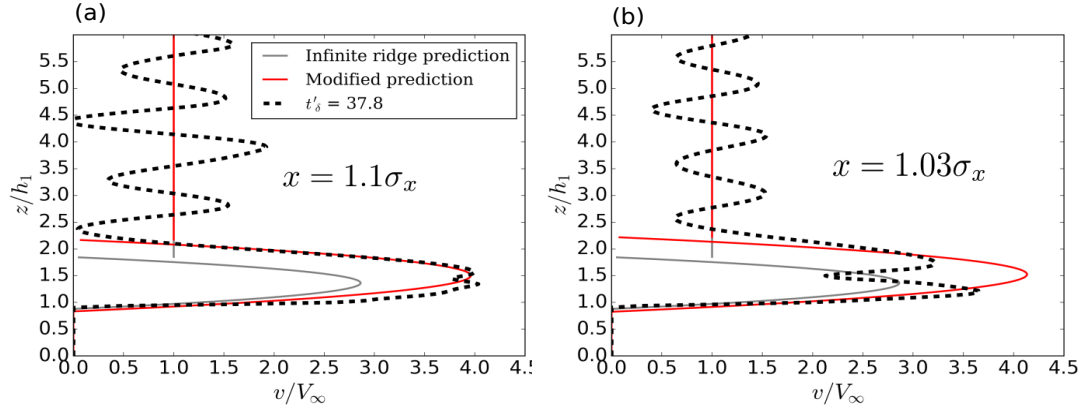 (a)
5.5
5.0
4.5
4.0
3.5
3.0
2.5
2.0
1.5
1.0
0.5
0.0
z/h₁
Infinite ridge prediction
Modified prediction
t'_δ = 37.8
x = 1.1σₓ
0.0 0.5 1.0 1.5 2.0 2.5 3.0 3.5 4.0 4.5
v/V∞
(b)
5.5
5.0
4.5
4.0
3.5
3.0
2.5
2.0
1.5
1.0
0.5
0.0
z/h₁
x = 1.03σₓ
0.0 0.5 1.0 1.5 2.0 2.5 3.0 3.5 4.0 4.5
v/V∞